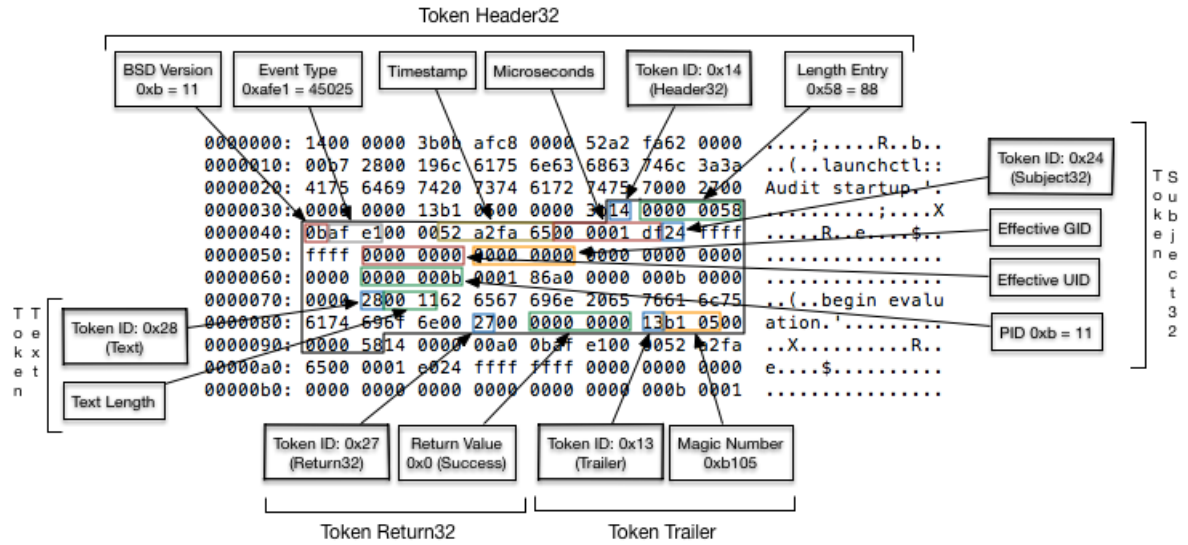 Token Header32
BSD Version
0xb = 11
Event Type
0xafe1 = 45025
Timestamp
Microseconds
Token ID: 0x14
(Header32)
Length Entry
0x58 = 88
0000000: 1400 0000 3b0b afc8 0000 52a2 fa62 0000 ....;.....R..b..
0000010: 00b7 2800 196c 6175 6e63 6863 746c 3a3a ..(..launchctl::
0000020: 4175 6469 7420 7374 6172 7475 7000 2700 Audit startup.'.
0000030: 0000 0000 13b1 0500 0000 3b14 0000 0058 ..........;....X
0000040: 0baf e100 0052 a2fa 6500 0001 df24 ffff .....R..e....$..
0000050: ffff 0000 0000 0000 0000 0000 0000 0000 ................
0000060: 0000 0000 000b 0001 86a0 0000 000b 0000 ................
0000070: 0000 2800 1162 6567 696e 2065 7661 6c75 ..(..begin evalu
0000080: 6174 696f 6e00 2700 0000 0000 13b1 0500 ation.'.........
0000090: 0000 5814 0000 00a0 0baf e100 0052 a2fa ..X..........R..
00000a0: 6500 0001 e024 ffff ffff 0000 0000 0000 e....$..........
00000b0: 0000 0000 0000 0000 0000 0000 000b 0001 ................
Token ID: 0x24
(Subject32)
Effective GID
Effective UID
PID 0xb = 11
Token
Subject32
Token
Text
Token ID: 0x28
(Text)
Text Length
Token ID: 0x27
(Return32)
Return Value
0x0 (Success)
Token ID: 0x13
(Trailer)
Magic Number
0xb105
Token Return32
Token Trailer